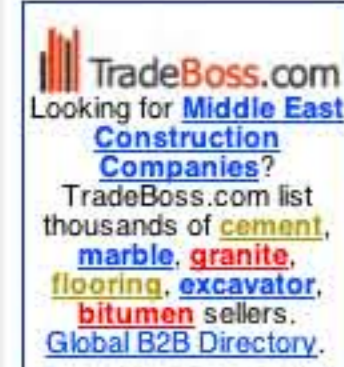 TradeBoss.com
Looking for Middle East
Construction
Companies?
TradeBoss.com list
thousands of cement,
marble, granite,
flooring, excavator,
bitumen sellers.
Global B2B Directory.